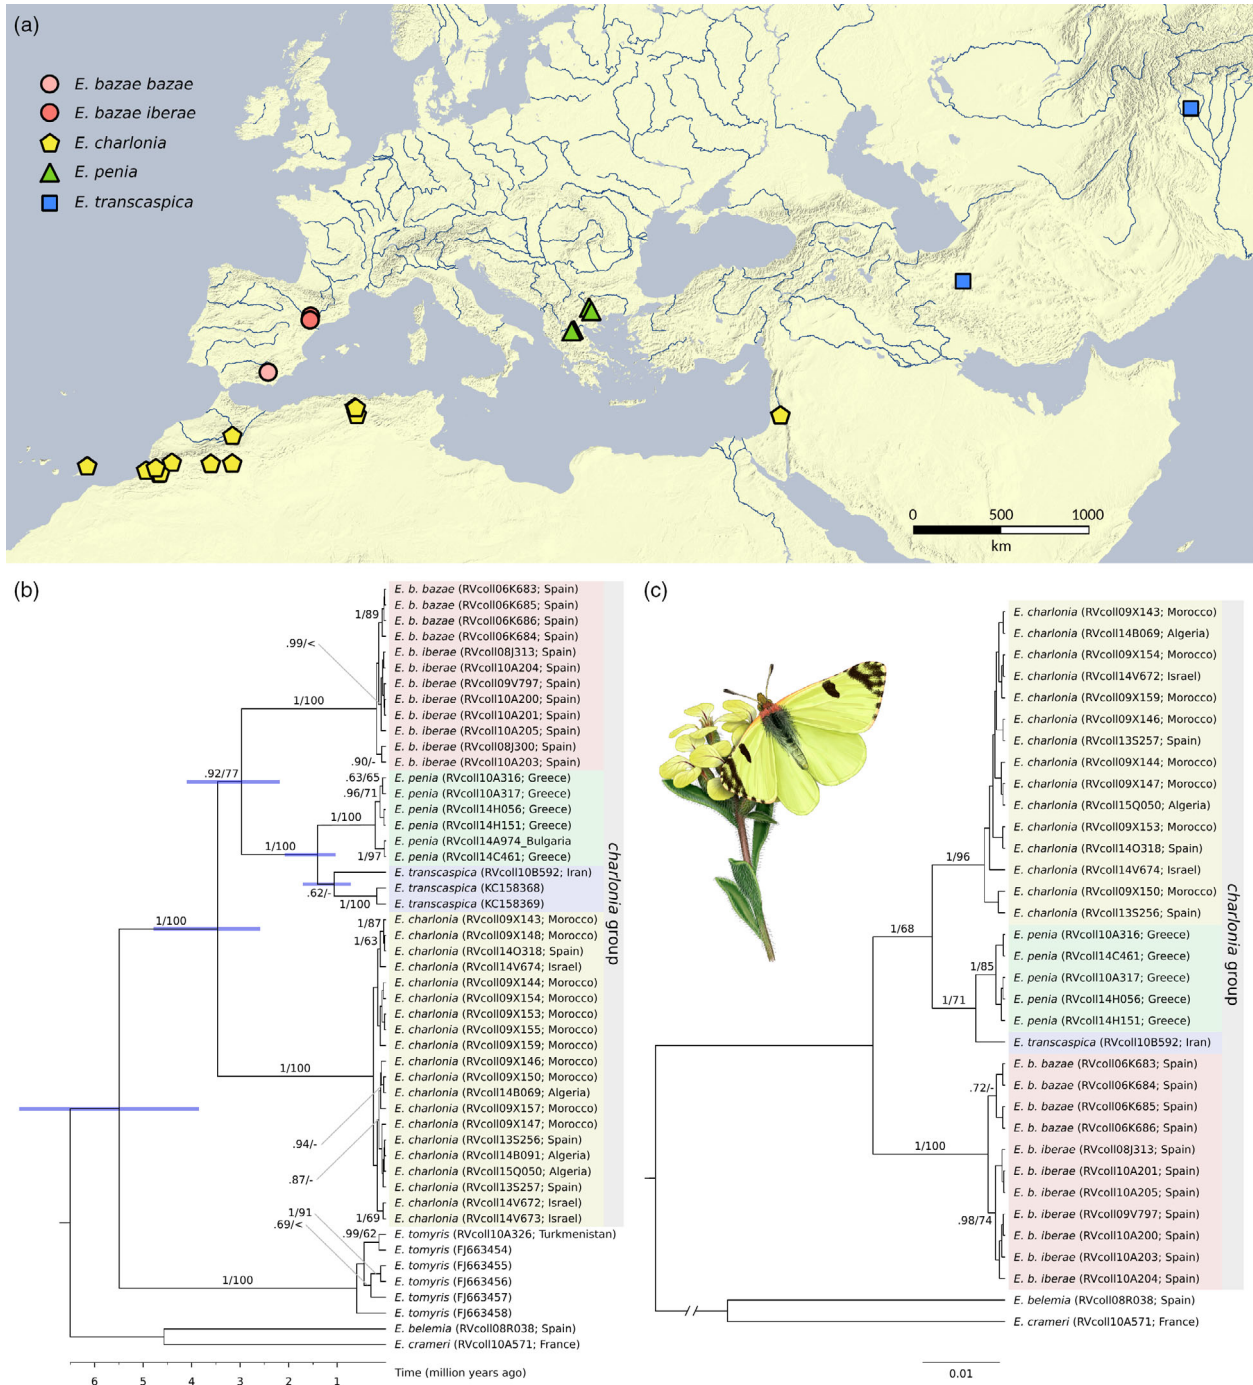 (a)
E. bazae bazae
E. bazae iberae
E. charlonia
E. penia
E. transcaspica
0 500 1000
km
(b)
E. b. bazae (RVcoll06K683; Spain)
E. b. bazae (RVcoll06K685; Spain)
1/89
E. b. bazae (RVcoll06K686; Spain)
E. b. bazae (RVcoll06K684; Spain)
.99/<
E. b. iberae (RVcoll08J313; Spain)
E. b. iberae (RVcoll10A204; Spain)
E. b. iberae (RVcoll09V797; Spain)
1/100
E. b. iberae (RVcoll10A200; Spain)
E. b. iberae (RVcoll10A201; Spain)
E. b. iberae (RVcoll10A205; Spain)
E. b. iberae (RVcoll08J300; Spain)
.90/-
E. b. iberae (RVcoll10A203; Spain)
.92/77
.63/65
E. penia (RVcoll10A316; Greece)
.96/71
E. penia (RVcoll10A317; Greece)
E. penia (RVcoll14H056; Greece)
1/100
E. penia (RVcoll14H151; Greece)
E. penia (RVcoll14A974_Bulgaria
1/100
1/97
E. penia (RVcoll14C461; Greece)
E. transcaspica (RVcoll10B592; Iran)
.62/-
E. transcaspica (KC158368)
1/100
E. transcaspica (KC158369)
1/100
1/87
E. charlonia (RVcoll09X143; Morocco)
1/63
E. charlonia (RVcoll09X148; Morocco)
E. charlonia (RVcoll14O318; Spain)
E. charlonia (RVcoll14V674; Israel)
E. charlonia (RVcoll09X144; Morocco)
E. charlonia (RVcoll09X154; Morocco)
E. charlonia (RVcoll09X153; Morocco)
E. charlonia (RVcoll09X155; Morocco)
E. charlonia (RVcoll09X159; Morocco)
E. charlonia (RVcoll09X146; Morocco)
1/100
E. charlonia (RVcoll09X150; Morocco)
E. charlonia (RVcoll14B069; Algeria)
E. charlonia (RVcoll09X157; Morocco)
E. charlonia (RVcoll09X147; Morocco)
.94/-
E. charlonia (RVcoll13S256; Spain)
E. charlonia (RVcoll14B091; Algeria)
.87/-
E. charlonia (RVcoll15Q050; Algeria)
E. charlonia (RVcoll13S257; Spain)
E. charlonia (RVcoll14V672; Israel)
1/69
E. charlonia (RVcoll14V673; Israel)
charlonia group
1/91
.69/<
.99/62
E. tomyris (RVcoll10A326; Turkmenistan)
E. tomyris (FJ663454)
E. tomyris (FJ663455)
1/100
E. tomyris (FJ663456)
E. tomyris (FJ663457)
E. tomyris (FJ663458)
E. belemia (RVcoll08R038; Spain)
E. crameri (RVcoll10A571; France)
6 5 4 3 2 1
Time (million years ago)
(c)
E. charlonia (RVcoll09X143; Morocco)
E. charlonia (RVcoll14B069; Algeria)
E. charlonia (RVcoll09X154; Morocco)
E. charlonia (RVcoll14V672; Israel)
E. charlonia (RVcoll09X159; Morocco)
E. charlonia (RVcoll09X146; Morocco)
E. charlonia (RVcoll13S257; Spain)
E. charlonia (RVcoll09X144; Morocco)
E. charlonia (RVcoll09X147; Morocco)
E. charlonia (RVcoll15Q050; Algeria)
E. charlonia (RVcoll09X153; Morocco)
E. charlonia (RVcoll14O318; Spain)
1/96
E. charlonia (RVcoll14V674; Israel)
E. charlonia (RVcoll09X150; Morocco)
E. charlonia (RVcoll13S256; Spain)
1/68
E. penia (RVcoll10A316; Greece)
E. penia (RVcoll14C461; Greece)
1/85
E. penia (RVcoll10A317; Greece)
E. penia (RVcoll14H056; Greece)
1/71
E. penia (RVcoll14H151; Greece)
E. transcaspica (RVcoll10B592; Iran)
E. b. bazae (RVcoll06K683; Spain)
.72/-
E. b. bazae (RVcoll06K684; Spain)
E. b. bazae (RVcoll06K685; Spain)
E. b. bazae (RVcoll06K686; Spain)
1/100
E. b. iberae (RVcoll08J313; Spain)
E. b. iberae (RVcoll10A201; Spain)
E. b. iberae (RVcoll10A205; Spain)
.98/74
E. b. iberae (RVcoll09V797; Spain)
E. b. iberae (RVcoll10A200; Spain)
E. b. iberae (RVcoll10A203; Spain)
E. b. iberae (RVcoll10A204; Spain)
charlonia group
E. belemia (RVcoll08R038; Spain)
E. crameri (RVcoll10A571; France)
0.01